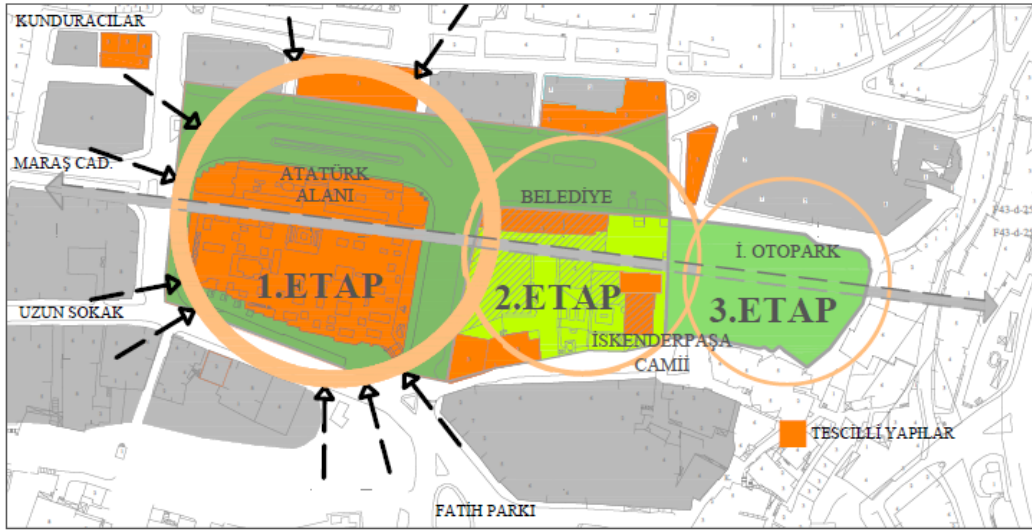 KUNDURACILAR
MARAŞ CAD.
ATATÜRK
ALANI
BELEDİYE
İ. OTOPARK
1.ETAP
2.ETAP
3.ETAP
UZUN SOKAK
İSKENDERPAŞA
CAMİİ
TESCİLLİ YAPILAR
FATİH PARKI